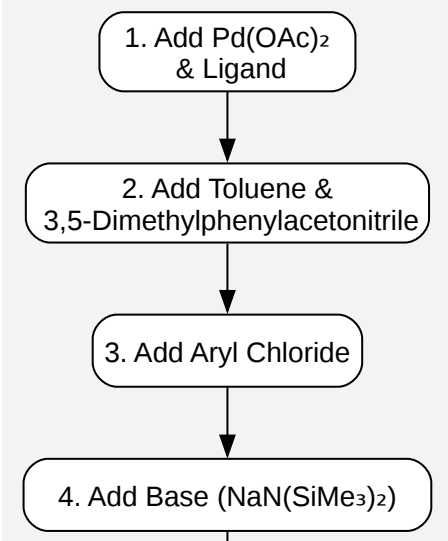 1. Add Pd(OAc)₂
& Ligand
2. Add Toluene &
3,5-Dimethylphenylacetonitrile
3. Add Aryl Chloride
4. Add Base (NaN(SiMe₃)₂)